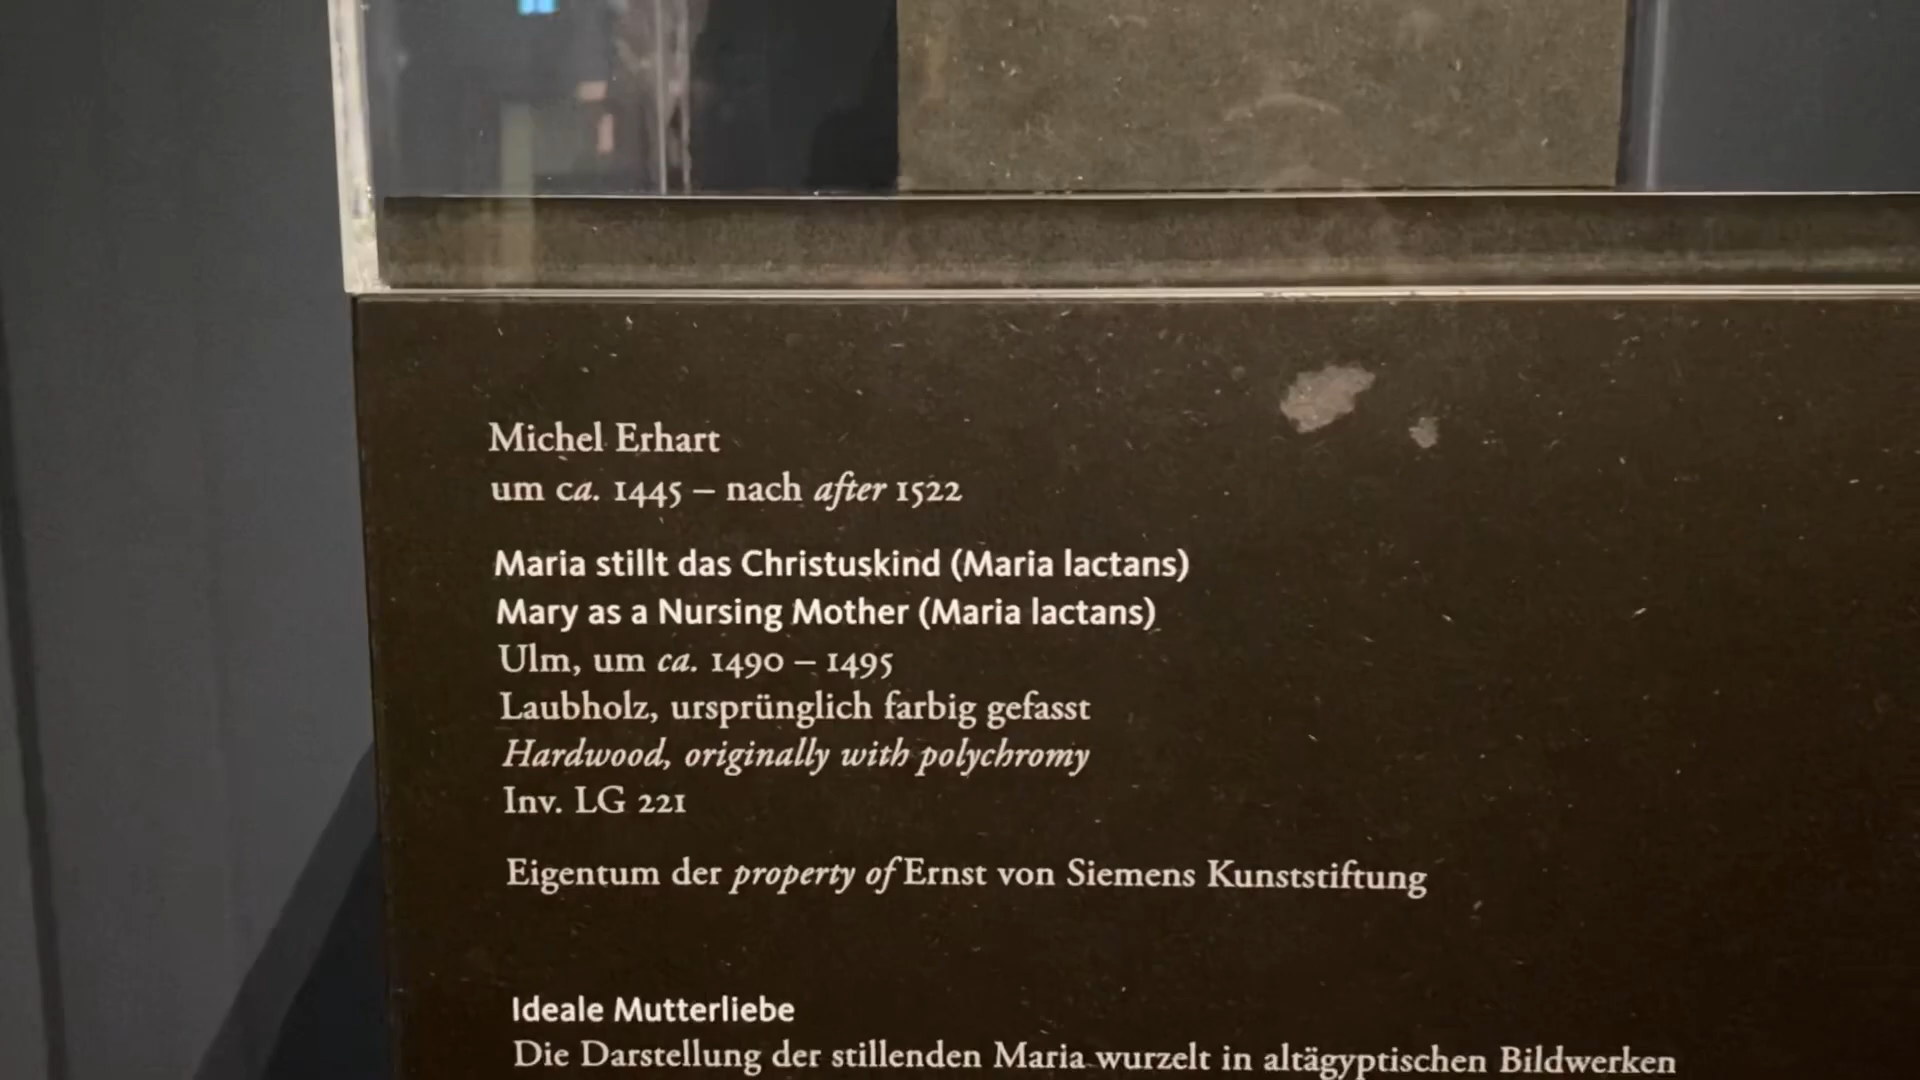 Michel Erhart
um ca. 1445 – nach after 1522
Maria stillt das Christuskind (Maria lactans)
Mary as a Nursing Mother (Maria lactans)
Ulm, um ca. 1490 – 1495
Laubholz, ursprünglich farbig gefasst
Hardwood, originally with polychromy
Inv. LG 221
Eigentum der property of Ernst von Siemens Kunststiftung
Ideale Mutterliebe
Die Darstellung der stillenden Maria wurzelt in altägyptischen Bildwerken